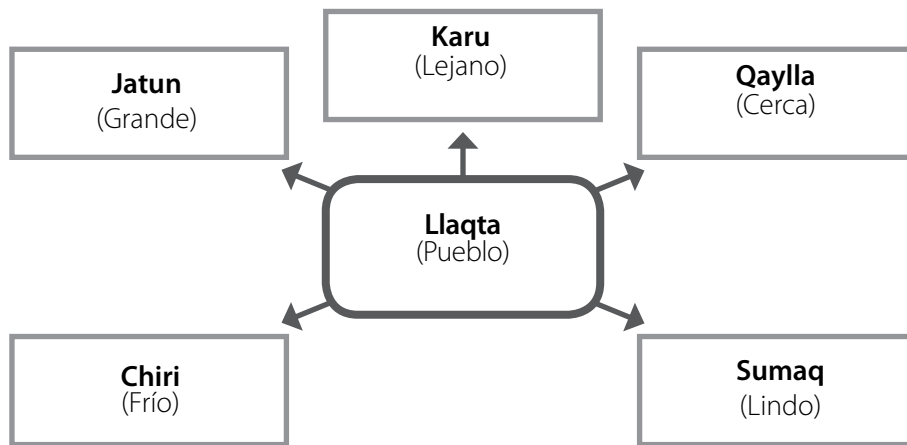 Karu
(Lejano)
Jatun
(Grande)
Qaylla
(Cerca)
Llaqta
(Pueblo)
Chiri
(Frío)
Sumaq
(Lindo)